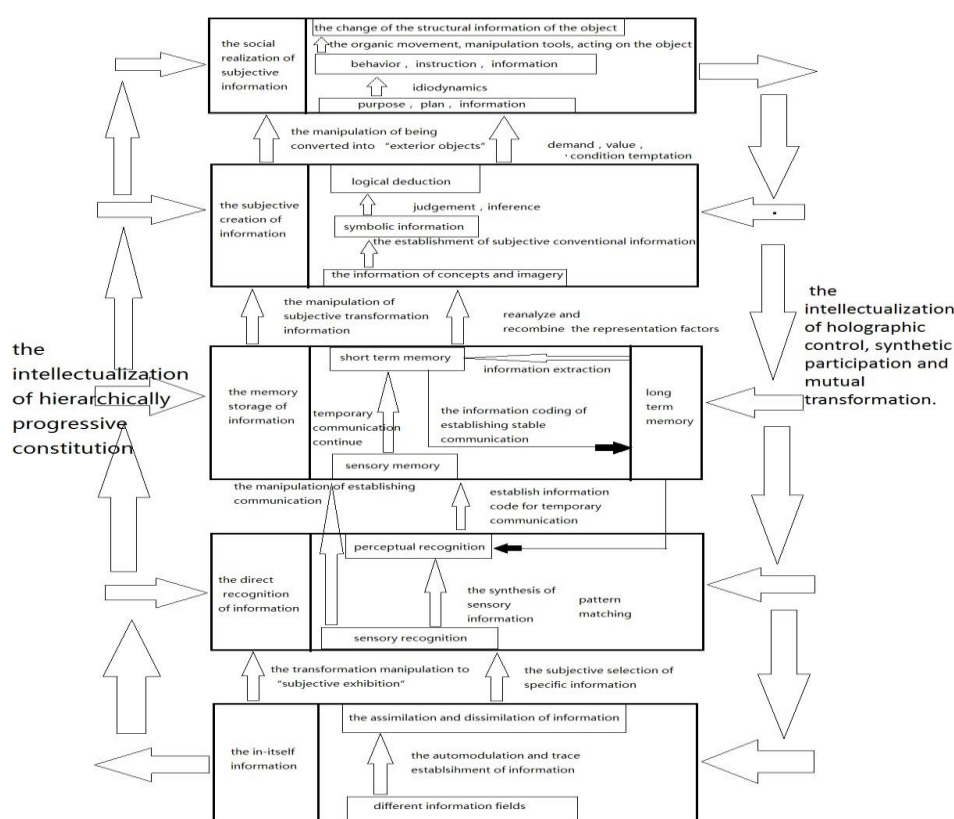 the change of the structural information of the object
the social
realization of
subjective
information
the organic movement, manipulation tools, acting on the object
behavior , instruction , information
idiodynamics
purpose , plan , information
the manipulation of being
converted into "exterior objects"
demand , value ,
condition temptation
logical deduction
the subjective
creation of
information
judgement , inference
symbolic information
the establishment of subjective conventional information
the information of concepts and imagery
the manipulation of
subjective transformation
information
reanalyze and
recombine the representation factors
the
intellectualization
of hierarchically
progressive
constitution
the
intellectualization
of holographic
control, synthetic
participation and
mutual
transformation.
short term memory
information extraction
the memory
storage of
information
temporary
communication
continue
the information coding of
establishing stable
communication
long
term
memory
sensory memory
the manipulation of establishing
communication
establish information
code for temporary
communication
perceptual recognition
the direct
recognition
of information
the synthesis of
sensory
information
pattern
matching
sensory recognition
the transformation manipulation to
"subjective exhibition"
the subjective selection of
specific information
the assimilation and dissimilation of information
the in-itself
information
the automodulation and trace
establsihment of information
different information fields